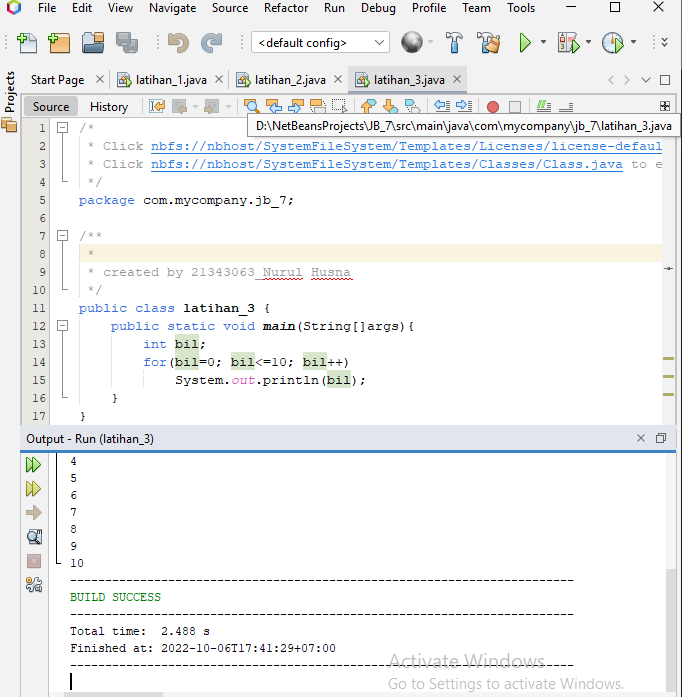 File Edit View Navigate Source Refactor Run Debug Profile Team Tools
<default config>
Projects
Start Page latihan_1.java latihan_2.java latihan_3.java
Source History
D:\NetBeansProjects\JB_7\src\main\java\com\mycompany\jb_7\latihan_3.java
1 /*
2 * Click nbfs://nbhost/SystemFileSystem/Templates/Licenses/license-defaul
3 * Click nbfs://nbhost/SystemFileSystem/Templates/Classes/Class.java to e
4 */
5 package com.mycompany.jb_7;
6
7 /**
8 *
9 * created by 21343063_Nurul Husna
10 */
11 public class latihan_3 {
12 public static void main(String[]args){
13 int bil;
14 for(bil=0; bil<=10; bil++)
15 System.out.println(bil);
16 }
17 }
Output - Run (latihan_3)
4
5
6
7
8
9
10
------------------------------------------------------------------------
BUILD SUCCESS
------------------------------------------------------------------------
Total time: 2.488 s
Finished at: 2022-10-06T17:41:29+07:00
------------------------------------------------------------------------
Activate Windows
Go to Settings to activate Windows.